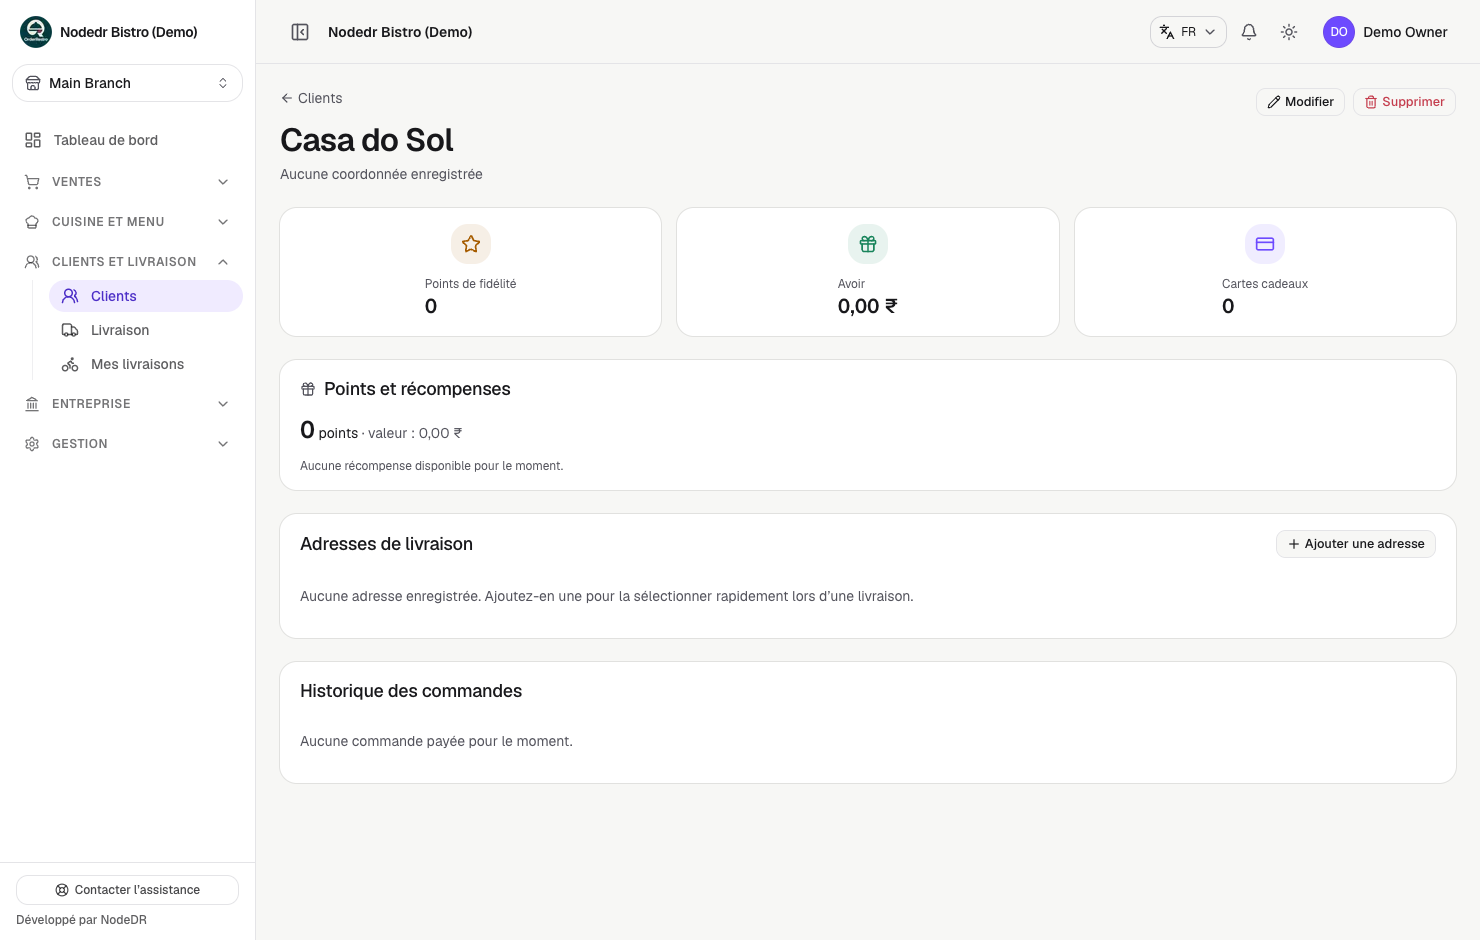 Nodedr Bistro (Demo)
Main Branch
Tableau de bord
VENTES
CUISINE ET MENU
CLIENTS ET LIVRAISON
Clients
Livraison
Mes livraisons
ENTREPRISE
GESTION
Contacter l'assistance
Développé par NodeDR
Nodedr Bistro (Demo)
FR
DO
Demo Owner
Clients
Modifier
Supprimer
Casa do Sol
Aucune coordonnée enregistrée
Points de fidélité
0
Avoir
0,00 ₹
Cartes cadeaux
0
Points et récompenses
0 points · valeur : 0,00 ₹
Aucune récompense disponible pour le moment.
Adresses de livraison
Ajouter une adresse
Aucune adresse enregistrée. Ajoutez-en une pour la sélectionner rapidement lors d’une livraison.
Historique des commandes
Aucune commande payée pour le moment.